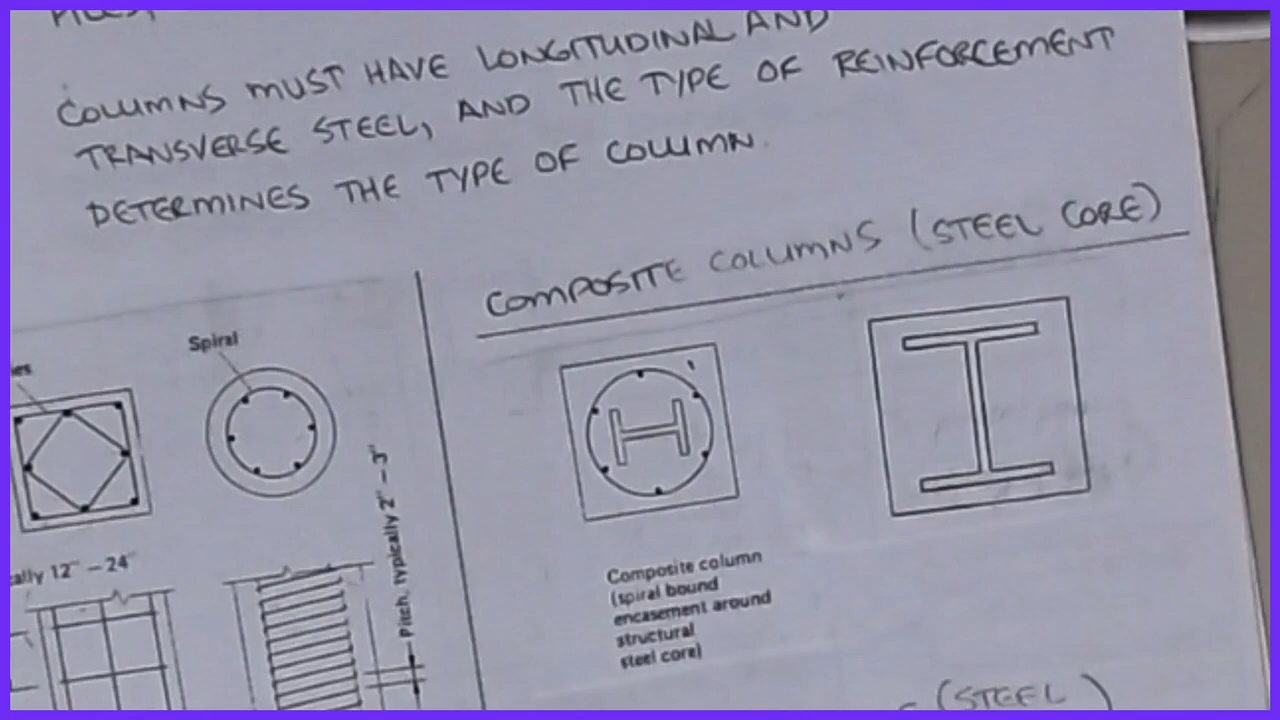 COLUMNS MUST HAVE LONGITUDINAL AND
TRANSVERSE STEEL, AND THE TYPE OF REINFORCEMENT
DETERMINES THE TYPE OF COLUMN.
COMPOSITE COLUMNS (STEEL CORE)
Spiral
12" – 24"
Pitch, typically 2" – 3"
Composite column
(spiral bound
encasement around
structural
steel core)
(STEEL )